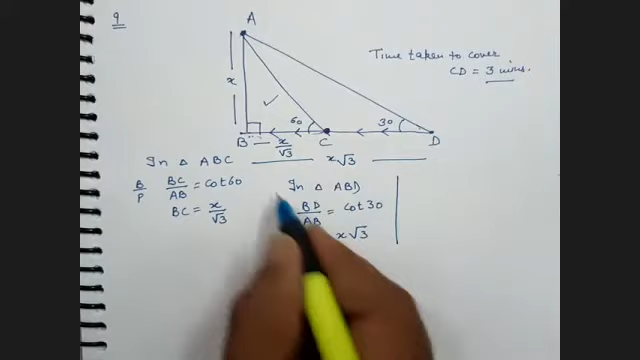 9
A
Time taken to cover
CD = 3 mins.
x
60
30
B
x/√3
C
D
In △ ABC
x√3
B/P BC/AB = cot 60
In △ ABD
BC = x/√3
BD/AB = cot 30
x√3